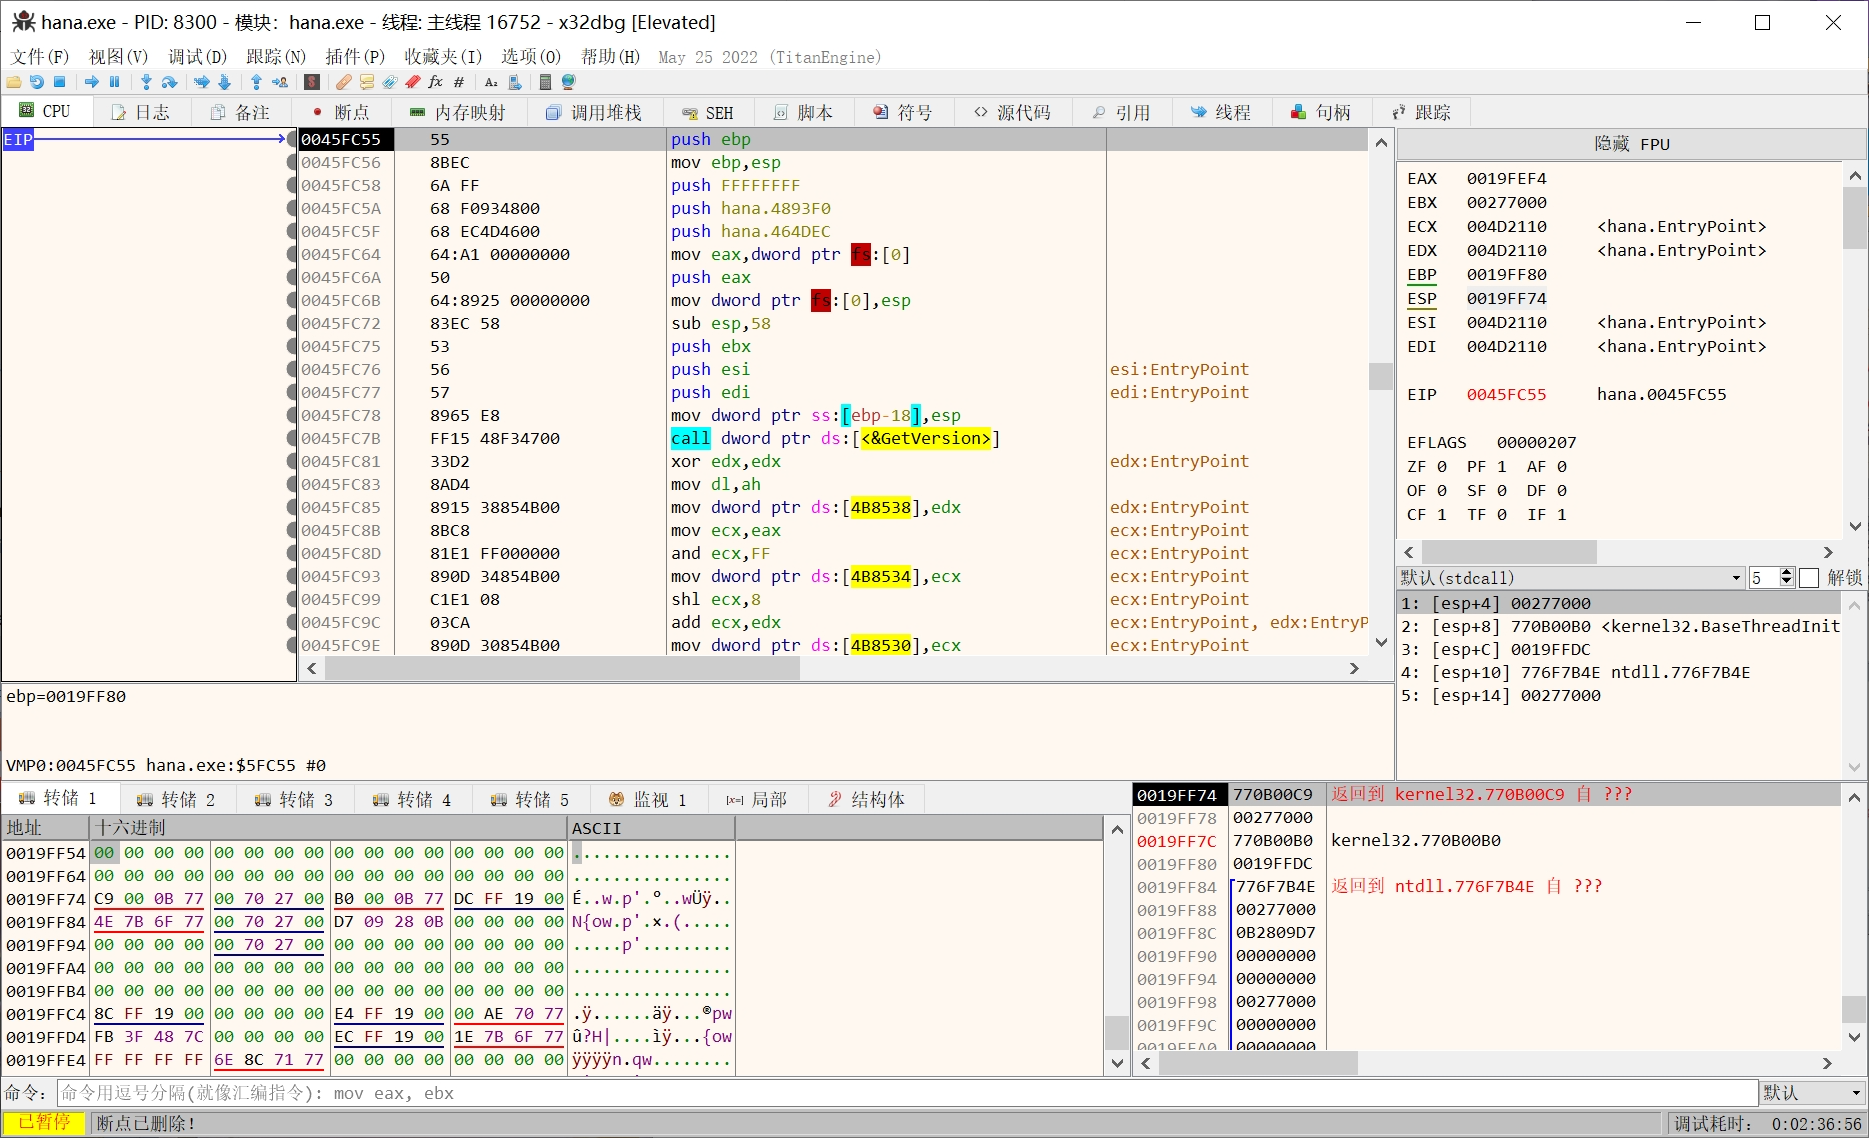 hana.exe - PID: 8300 - 模块: hana.exe - 线程: 主线程 16752 - x32dbg [Elevated]
文件(F) 视图(V) 调试(D) 跟踪(N) 插件(P) 收藏夹(I) 选项(O) 帮助(H) May 25 2022 (TitanEngine)
CPU 日志 备注 断点 内存映射 调用堆栈 SEH 脚本 符号 源代码 引用 线程 句柄 跟踪
EIP
0045FC55 55 push ebp
0045FC56 8BEC mov ebp,esp
0045FC58 6A FF push FFFFFFFF
0045FC5A 68 F0934800 push hana.4893F0
0045FC5F 68 EC4D4600 push hana.464DEC
0045FC64 64:A1 00000000 mov eax,dword ptr fs:[0]
0045FC6A 50 push eax
0045FC6B 64:8925 00000000 mov dword ptr fs:[0],esp
0045FC72 83EC 58 sub esp,58
0045FC75 53 push ebx
0045FC76 56 push esi esi:EntryPoint
0045FC77 57 push edi edi:EntryPoint
0045FC78 8965 E8 mov dword ptr ss:[ebp-18],esp
0045FC7B FF15 48F34700 call dword ptr ds:[<&GetVersion>]
0045FC81 33D2 xor edx,edx edx:EntryPoint
0045FC83 8AD4 mov dl,ah
0045FC85 8915 38854B00 mov dword ptr ds:[4B8538],edx edx:EntryPoint
0045FC8B 8BC8 mov ecx,eax ecx:EntryPoint
0045FC8D 81E1 FF000000 and ecx,FF ecx:EntryPoint
0045FC93 890D 34854B00 mov dword ptr ds:[4B8534],ecx ecx:EntryPoint
0045FC99 C1E1 08 shl ecx,8 ecx:EntryPoint
0045FC9C 03CA add ecx,edx ecx:EntryPoint, edx:EntryP
0045FC9E 890D 30854B00 mov dword ptr ds:[4B8530],ecx ecx:EntryPoint
隐藏 FPU
EAX 0019FEF4
EBX 00277000
ECX 004D2110 <hana.EntryPoint>
EDX 004D2110 <hana.EntryPoint>
EBP 0019FF80
ESP 0019FF74
ESI 004D2110 <hana.EntryPoint>
EDI 004D2110 <hana.EntryPoint>
EIP 0045FC55 hana.0045FC55
EFLAGS 00000207
ZF 0 PF 1 AF 0
OF 0 SF 0 DF 0
CF 1 TF 0 IF 1
默认(stdcall) 5 解锁
1: [esp+4] 00277000
2: [esp+8] 770B00B0 <kernel32.BaseThreadInit
3: [esp+C] 0019FFDC
4: [esp+10] 776F7B4E ntdll.776F7B4E
5: [esp+14] 00277000
ebp=0019FF80
VMP0:0045FC55 hana.exe:$5FC55 #0
转储 1 转储 2 转储 3 转储 4 转储 5 监视 1 [x=] 局部 结构体
地址 十六进制 ASCII
0019FF54 00 00 00 00 00 00 00 00 00 00 00 00 00 00 00 00 ................
0019FF64 00 00 00 00 00 00 00 00 00 00 00 00 00 00 00 00 ................
0019FF74 C9 00 0B 77 00 70 27 00 B0 00 0B 77 DC FF 19 00 É..w.p'.°..wÜÿ..
0019FF84 4E 7B 6F 77 00 70 27 00 D7 09 28 0B 00 00 00 00 N{ow.p'.×.(.....
0019FF94 00 00 00 00 00 70 27 00 00 00 00 00 00 00 00 00 .....p'.........
0019FFA4 00 00 00 00 00 00 00 00 00 00 00 00 00 00 00 00 ................
0019FFB4 00 00 00 00 00 00 00 00 00 00 00 00 00 00 00 00 ................
0019FFC4 8C FF 19 00 00 00 00 00 E4 FF 19 00 00 AE 70 77 .ÿ......äÿ...®pw
0019FFD4 FB 3F 48 7C 00 00 00 00 EC FF 19 00 1E 7B 6F 77 û?H|....ìÿ...{ow
0019FFE4 FF FF FF FF 6E 8C 71 77 00 00 00 00 00 00 00 00 ÿÿÿÿn.qw........
0019FF74 770B00C9 返回到 kernel32.770B00C9 自 ???
0019FF78 00277000
0019FF7C 770B00B0 kernel32.770B00B0
0019FF80 0019FFDC
0019FF84 776F7B4E 返回到 ntdll.776F7B4E 自 ???
0019FF88 00277000
0019FF8C 0B2809D7
0019FF90 00000000
0019FF94 00000000
0019FF98 00277000
0019FF9C 00000000
0019FFA0 00000000
命令: 命令用逗号分隔(就像汇编指令): mov eax, ebx 默认
已暂停 断点已删除! 调试耗时: 0:02:36:56